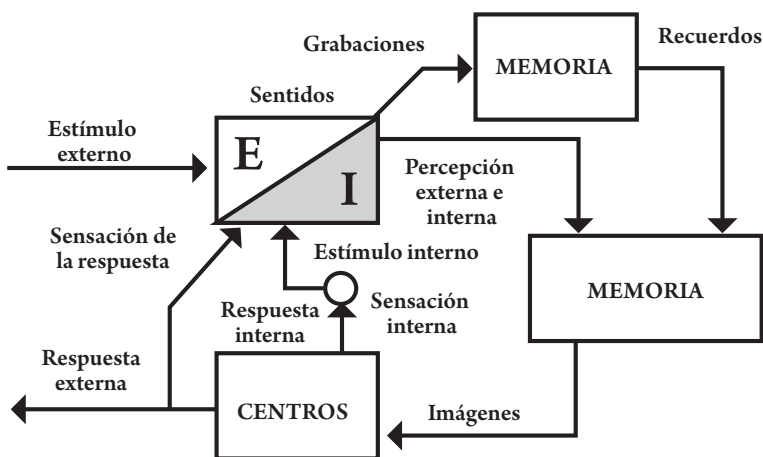 Grabaciones
Recuerdos
MEMORIA
Sentidos
Estímulo
externo
E
I
Percepción
externa e
interna
Sensación de
la respuesta
Estímulo interno
MEMORIA
Respuesta
interna
Sensación
interna
Respuesta
externa
CENTROS
Imágenes